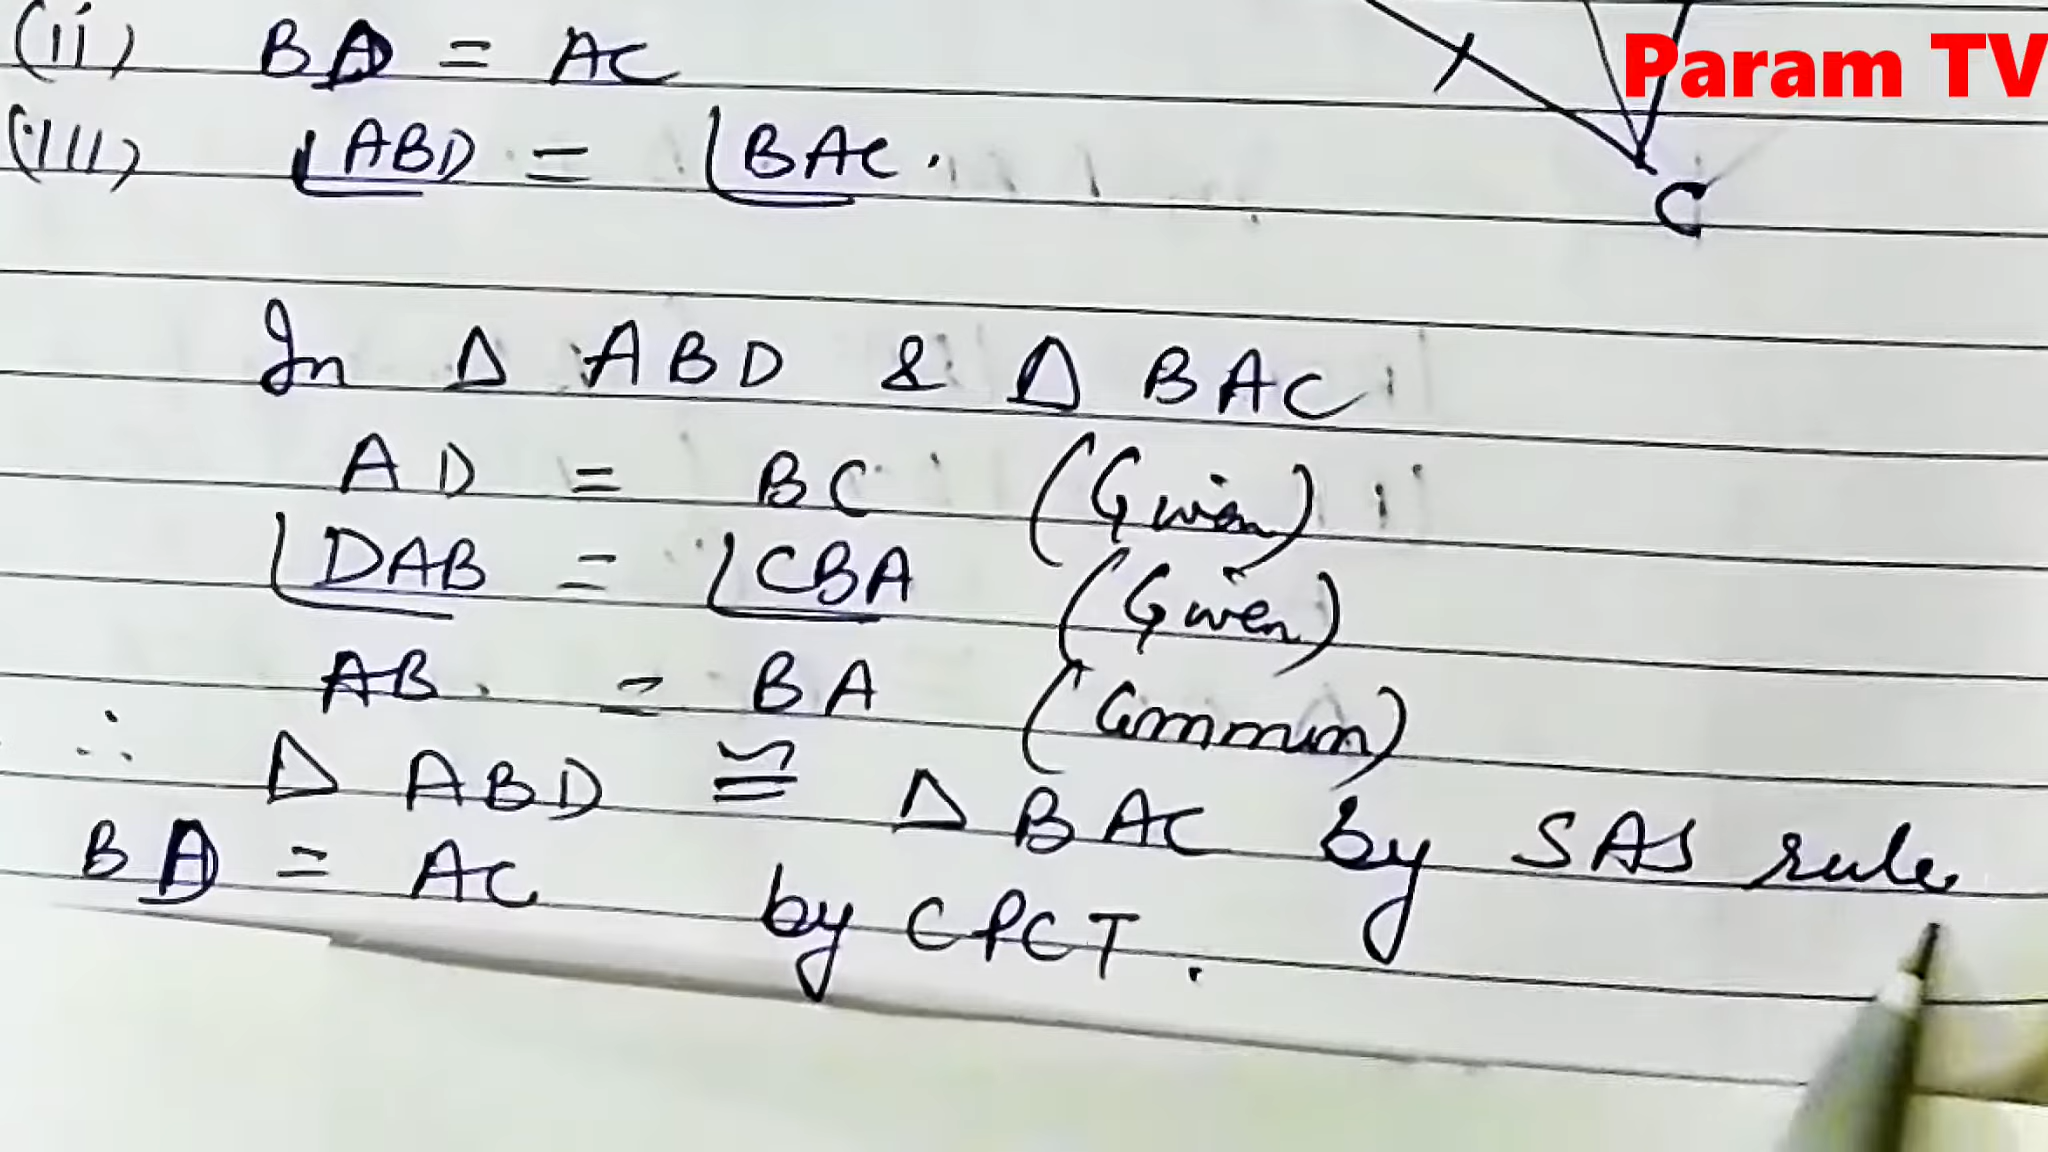 (ii) BD = AC
Param TV
(iii) ∠ABD = ∠BAC.
C
In Δ ABD & Δ BAC
AD = BC (Given)
∠DAB = ∠CBA (Given)
AB = BA (Common)
∴ Δ ABD ≅ Δ BAC by SAS rule
BD = AC by CPCT.